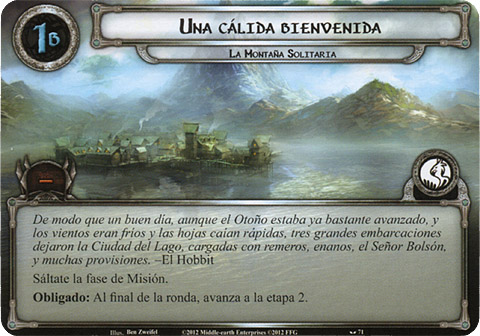 1B
UNA CÁLIDA BIENVENIDA
LA MONTAÑA SOLITARIA
–
De modo que un buen día, aunque el Otoño estaba ya bastante avanzado, y
los vientos eran fríos y las hojas caían rápidas, tres grandes embarcaciones
dejaron la Ciudad del Lago, cargadas con remeros, enanos, el Señor Bolsón,
y muchas provisiones. –El Hobbit
Sáltate la fase de Misión.
Obligado: Al final de la ronda, avanza a la etapa 2.
Illus. Ben Zweifel ©2012 Middle-earth Enterprises ©2012 FFG 71